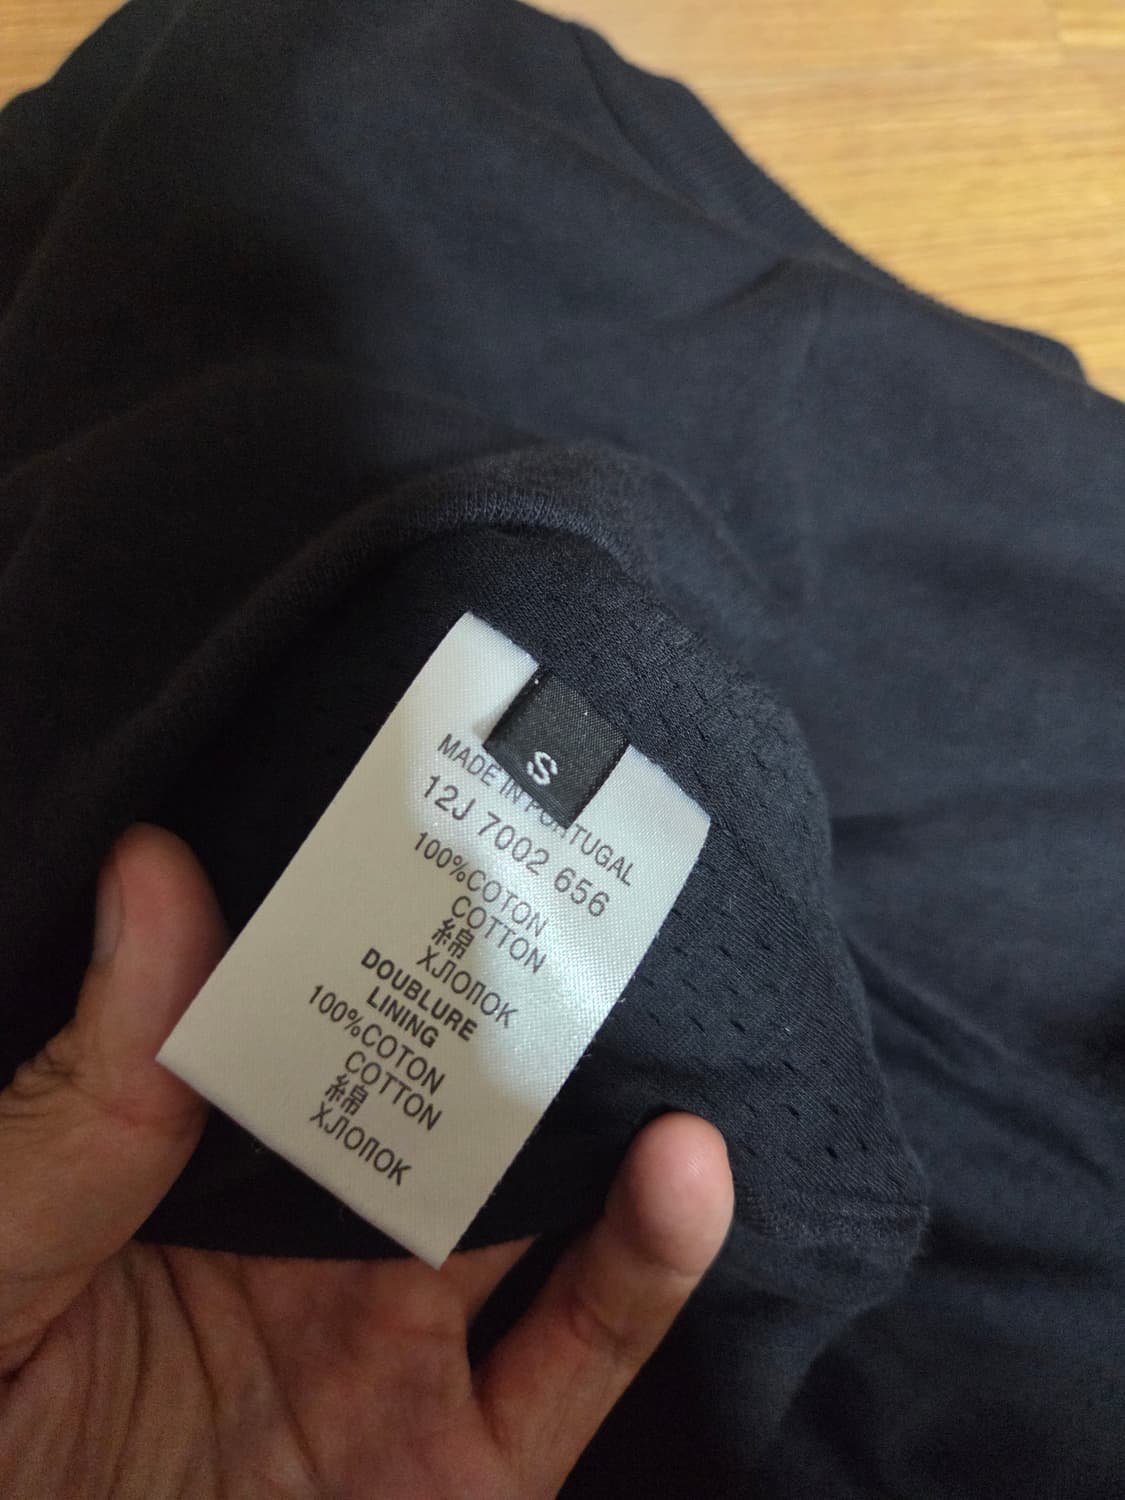 S
MADE IN PORTUGAL
12J 7002 656
100%COTON
COTTON
綿
ХЛОПОК
DOUBLURE
LINING
100%COTON
COTTON
綿
ХЛОПОК